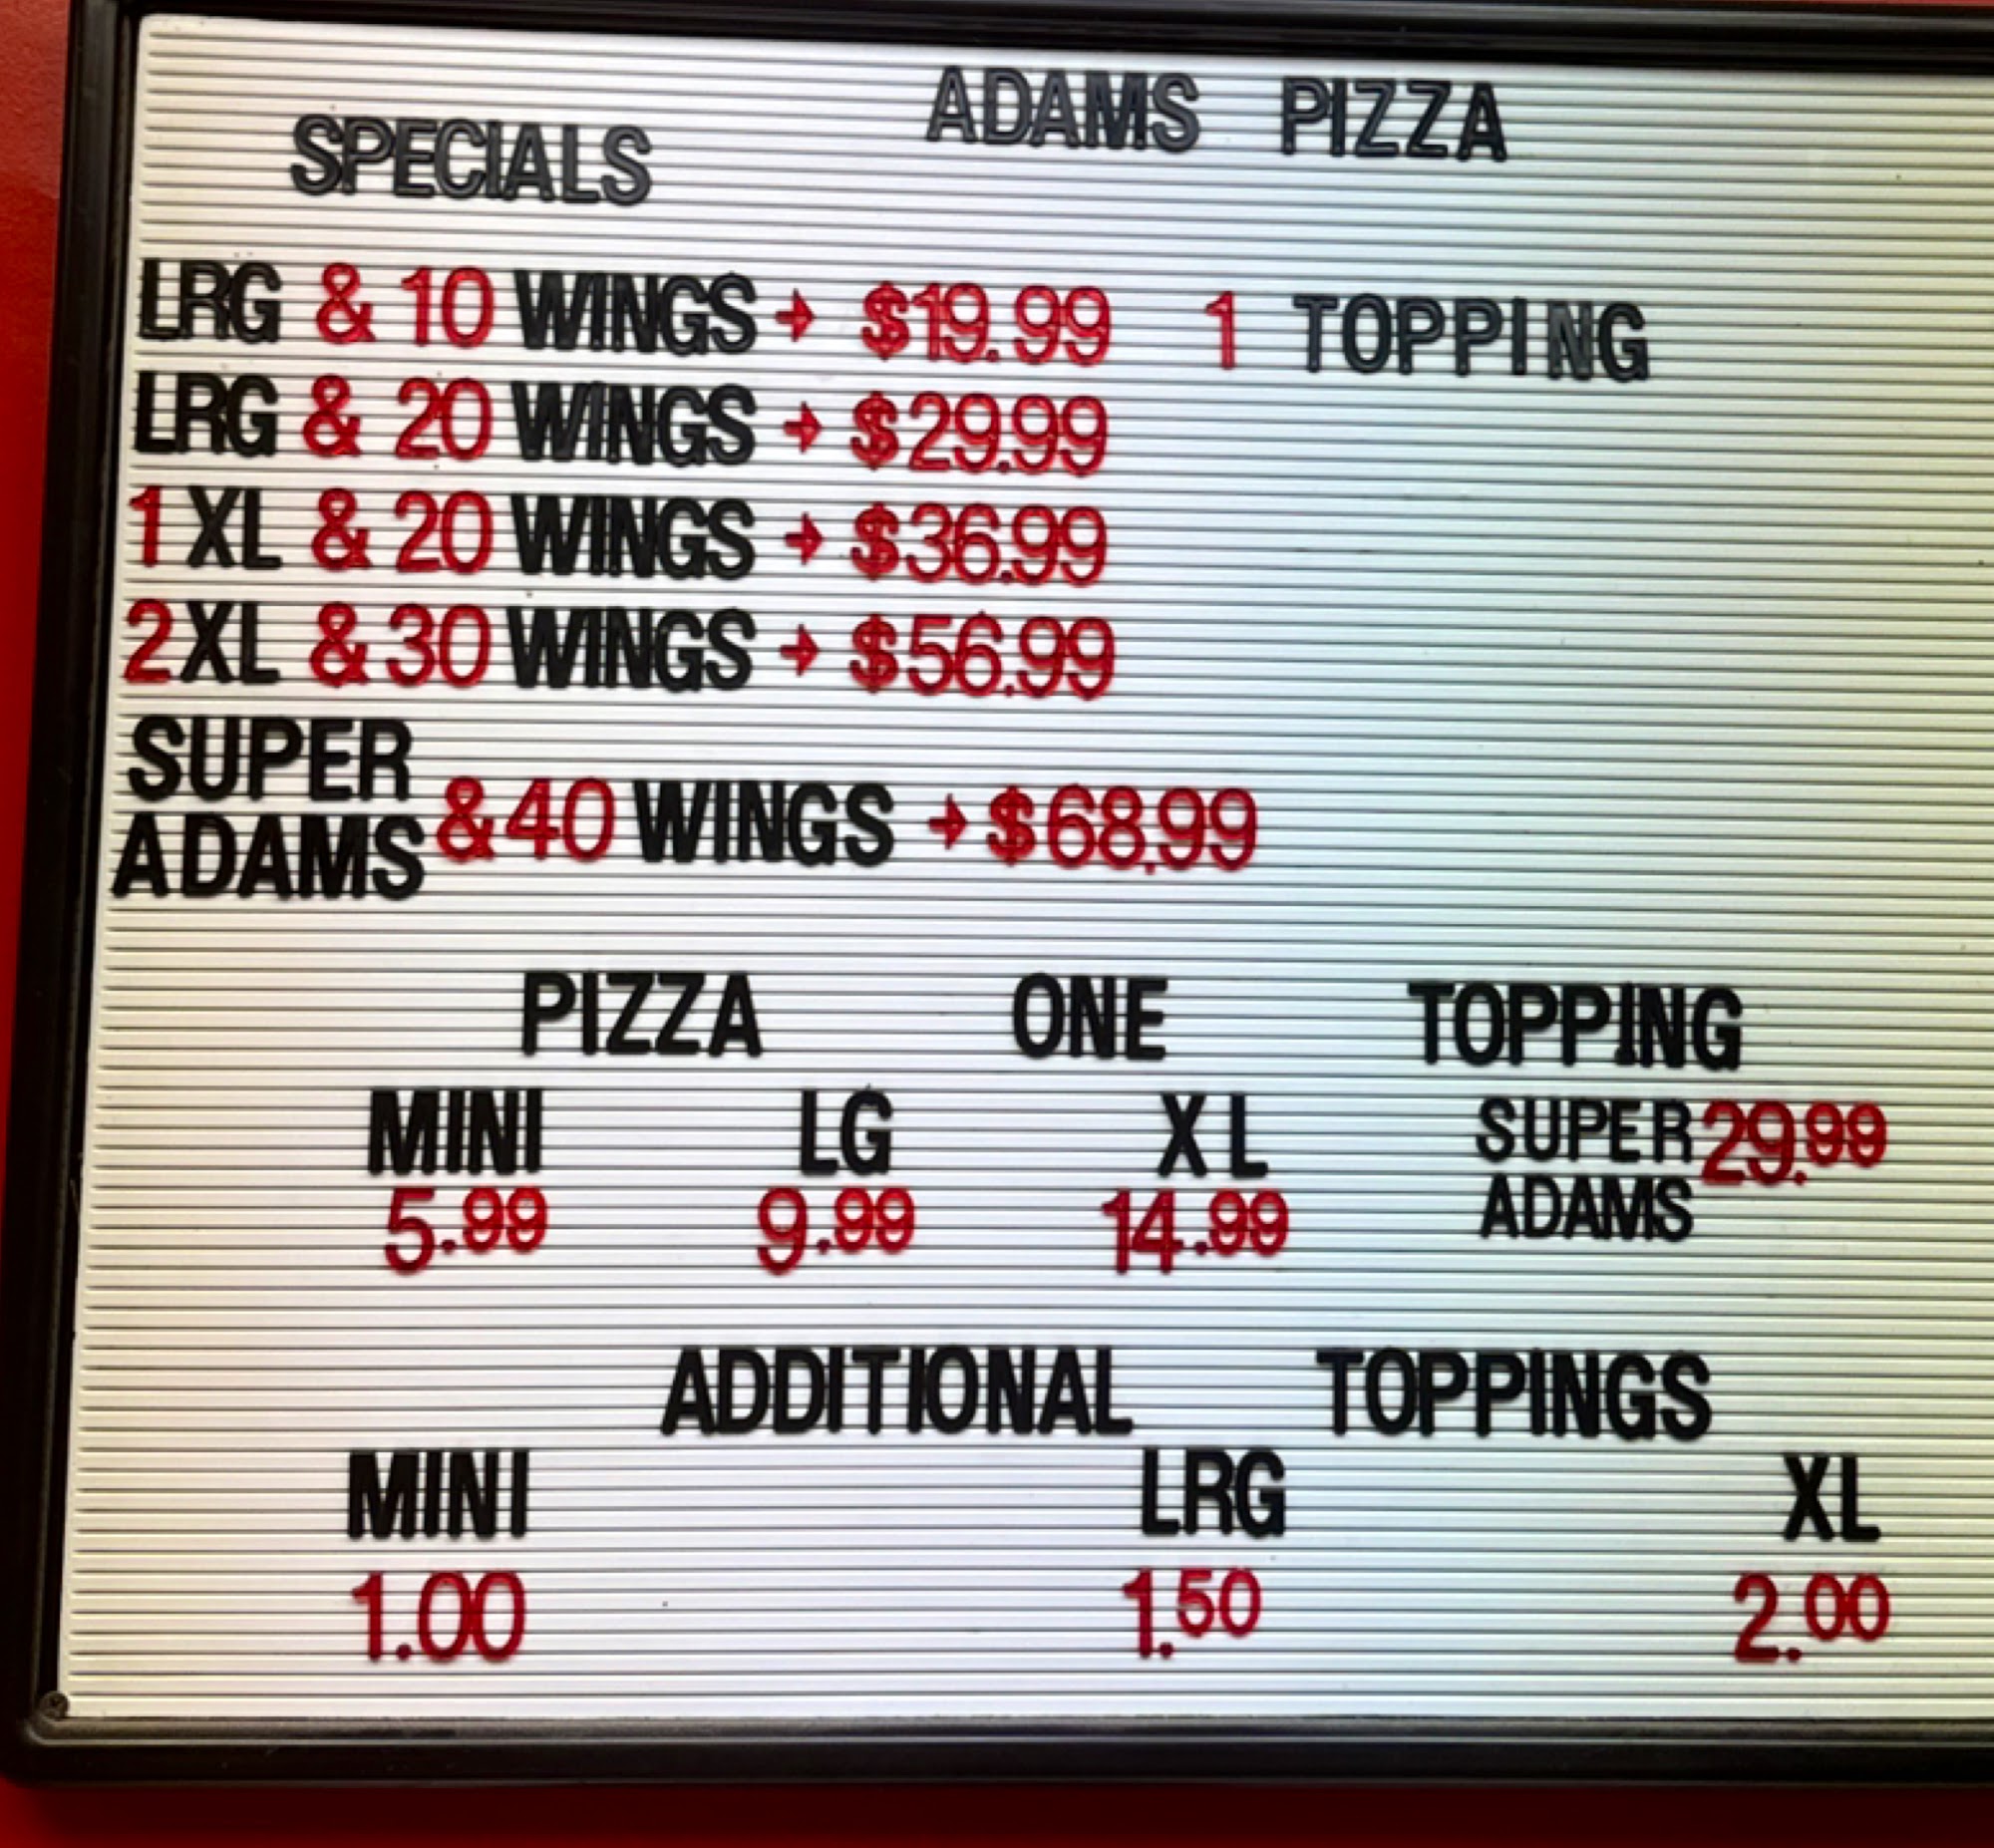 ADAMS PIZZA
SPECIALS
LRG & 10 WINGS → $19.99 1 TOPPING
LRG & 20 WINGS → $29.99
1 XL & 20 WINGS → $36.99
2 XL & 30 WINGS → $56.99
SUPER
ADAMS & 40 WINGS → $68.99
PIZZA ONE TOPPING
MINI LG XL SUPER 29.99
ADAMS
5.99 9.99 14.99
ADDITIONAL TOPPINGS
MINI LRG XL
1.00 1.50 2.00